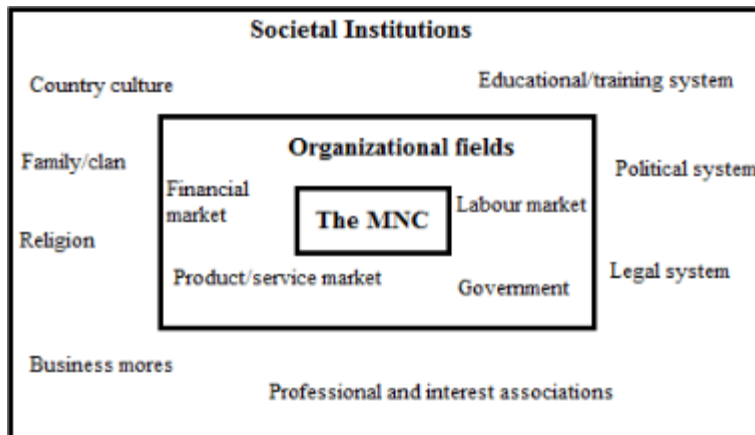 Societal Institutions
Country culture
Educational/training system
Family/clan
Organizational fields
Political system
Financial
market
The MNC
Labour market
Religion
Product/service market
Government
Legal system
Business mores
Professional and interest associations